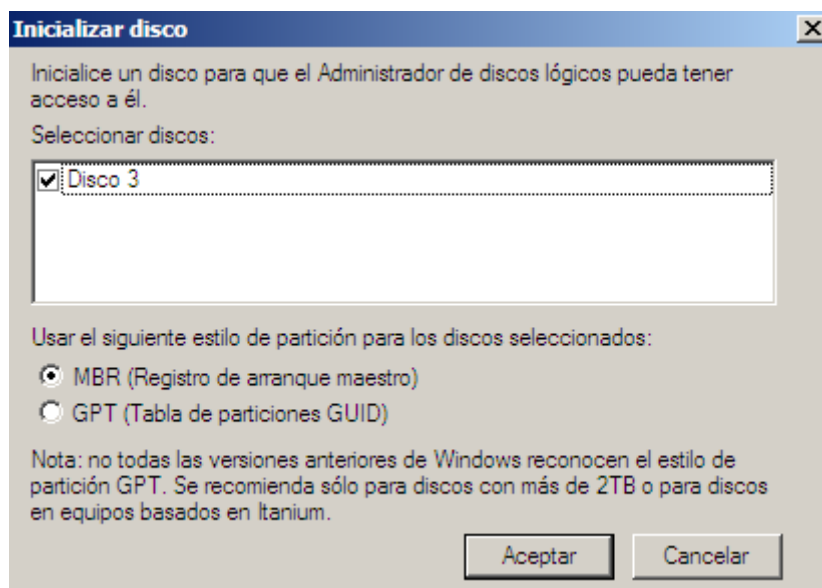 Inicializar disco
Inicialice un disco para que el Administrador de discos lógicos pueda tener
acceso a él.
Seleccionar discos:
Disco 3
Usar el siguiente estilo de partición para los discos seleccionados:
MBR (Registro de arranque maestro)
GPT (Tabla de particiones GUID)
Nota: no todas las versiones anteriores de Windows reconocen el estilo de
partición GPT. Se recomienda sólo para discos con más de 2TB o para discos
en equipos basados en Itanium.
Aceptar
Cancelar